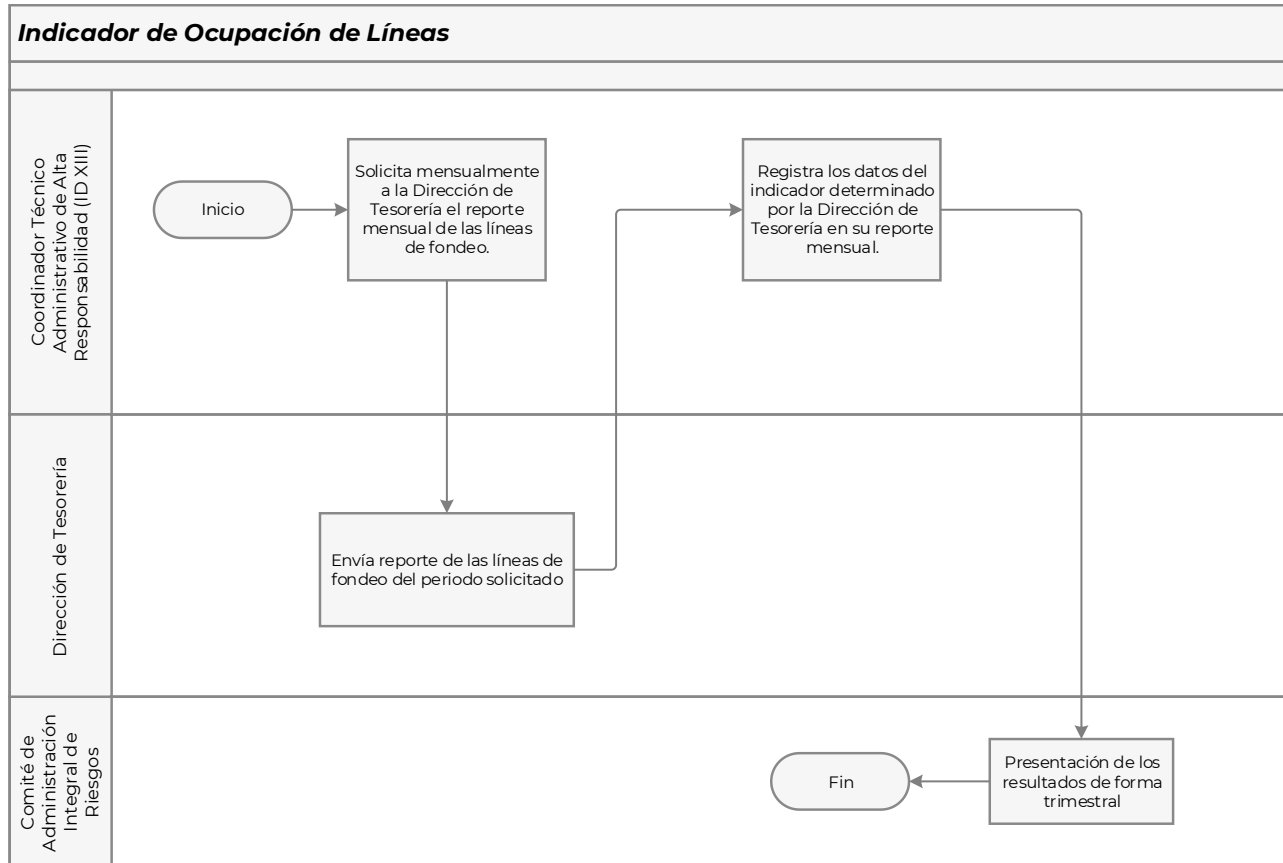 Indicador de Ocupación de Líneas
Coordinador Técnico
Administrativo de Alta
Responsabilidad (ID XIII)
Inicio
Solicita mensualmente
a la Dirección de
Tesorería el reporte
mensual de las líneas
de fondeo.
Registra los datos del
indicador determinado
por la Dirección de
Tesorería en su reporte
mensual.
Dirección de Tesorería
Envía reporte de las líneas de
fondeo del periodo solicitado
Comité de
Administración
Integral de
Riesgos
Presentación de los
resultados de forma
trimestral
Fin